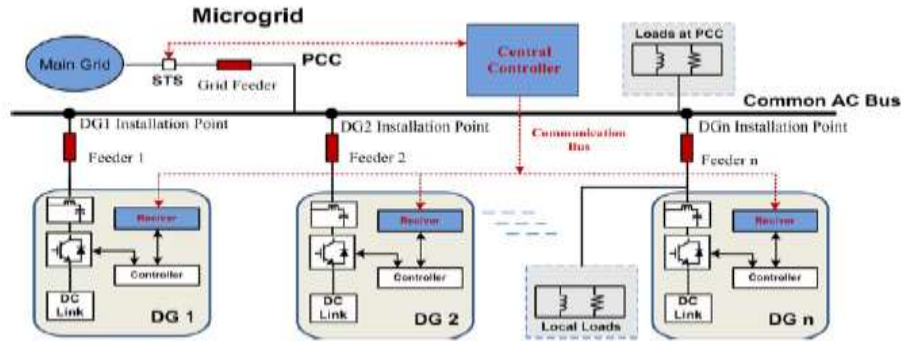 Microgrid
Main Grid
STS
Grid Feeder
PCC
Central
Controller
Loads at PCC
Common AC Bus
DG1 Installation Point
DG2 Installation Point
Communication
Bus
DGn Installation Point
Feeder 1
Feeder 2
Feeder n
Reciver
Controller
DC
Link
DG 1
Reciver
Controller
DC
Link
DG 2
Local Loads
Reciver
Controller
DC
Link
DG n